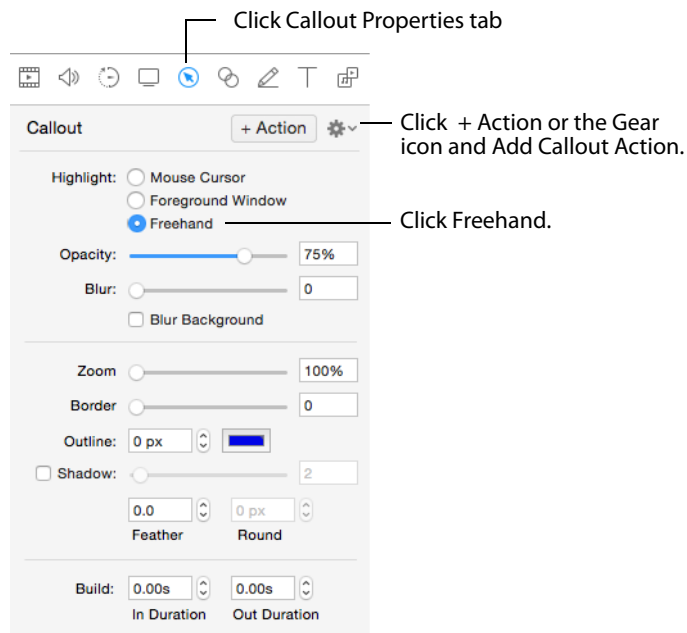 Click Callout Properties tab
Callout
+ Action
Click + Action or the Gear
icon and Add Callout Action.
Highlight:
Mouse Cursor
Foreground Window
Freehand
Click Freehand.
Opacity:
75%
Blur:
0
Blur Background
Zoom
100%
Border
0
Outline:
0 px
Shadow:
2
0.0
0 px
Feather
Round
Build:
0.00s
0.00s
In Duration
Out Duration